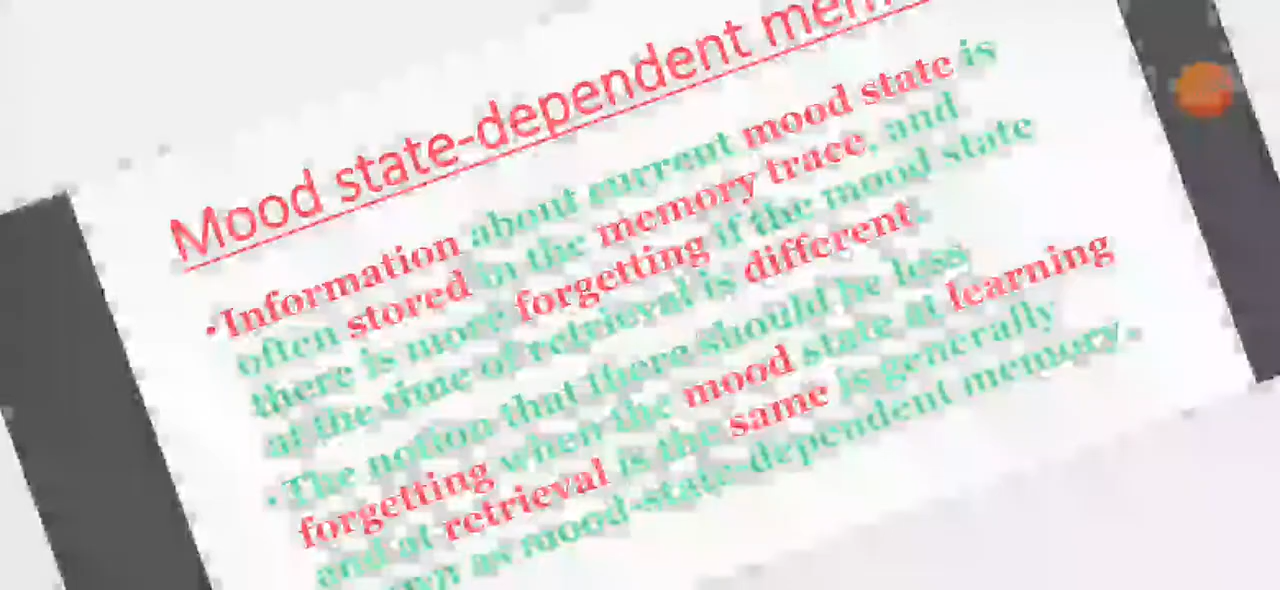 Mood state-dependent mem
•Information about current mood state is
often stored in the memory trace, and
there is more forgetting if the mood state
at the time of retrieval is different.
•The notion that there should be less
forgetting when the mood state at learning
and at retrieval is the same is generally
own as mood-state-dependent memory.